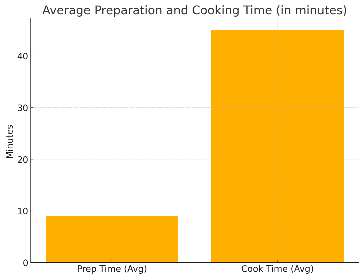 Average Preparation and Cooking Time (in minutes)
40
30
20
10
0
Minutes
Prep Time (Avg)
Cook Time (Avg)